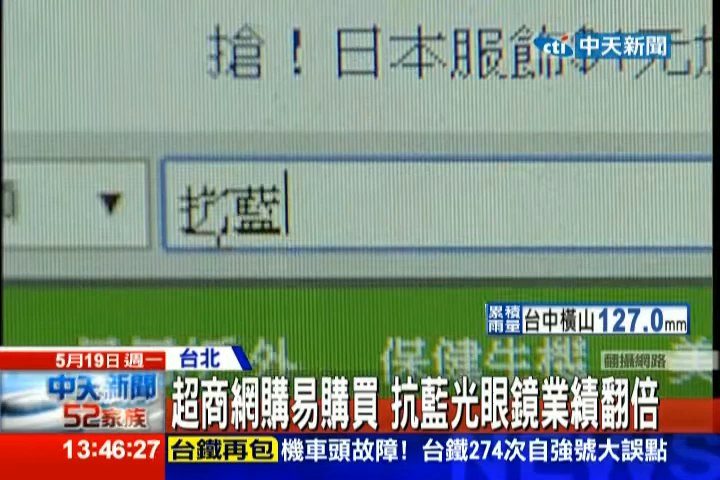 搶！日本服飾
cti 中天新聞
抗藍
累積雨量 台中橫山 127.0mm
外 保健生機 美
翻攝網路
5月19日 週一 台北
中天新聞
52家族
超商網購易購買 抗藍光眼鏡業績翻倍
13:46:27 台鐵再包 機車頭故障！台鐵274次自強號大誤點
NEWS